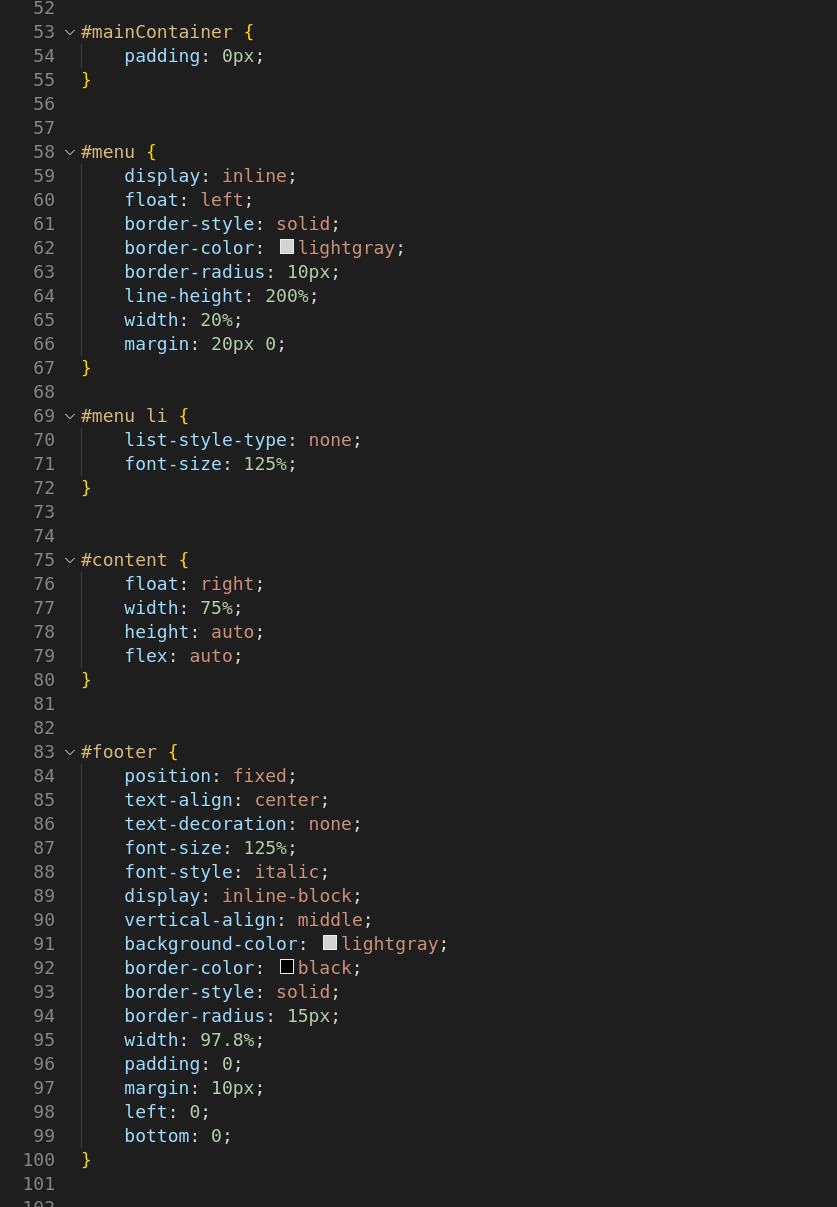 52
53 #mainContainer {
54     padding: 0px;
55 }
56
57
58 #menu {
59     display: inline;
60     float: left;
61     border-style: solid;
62     border-color: lightgray;
63     border-radius: 10px;
64     line-height: 200%;
65     width: 20%;
66     margin: 20px 0;
67 }
68
69 #menu li {
70     list-style-type: none;
71     font-size: 125%;
72 }
73
74
75 #content {
76     float: right;
77     width: 75%;
78     height: auto;
79     flex: auto;
80 }
81
82
83 #footer {
84     position: fixed;
85     text-align: center;
86     text-decoration: none;
87     font-size: 125%;
88     font-style: italic;
89     display: inline-block;
90     vertical-align: middle;
91     background-color: lightgray;
92     border-color: black;
93     border-style: solid;
94     border-radius: 15px;
95     width: 97.8%;
96     padding: 0;
97     margin: 10px;
98     left: 0;
99     bottom: 0;
100 }
101
102